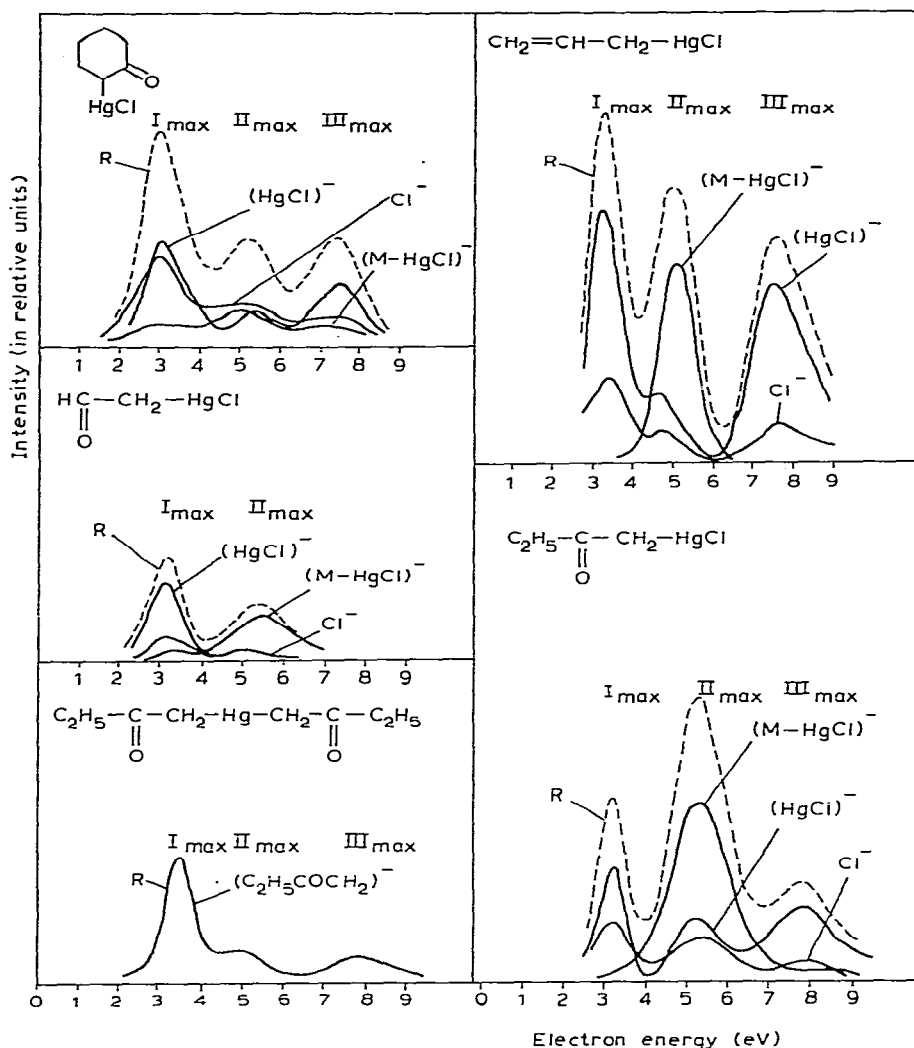 Intensity (in relative units)
O
HgCl
I max II max III max
R
(HgCl)⁻
Cl⁻
(M-HgCl)⁻
1 2 3 4 5 6 7 8 9
HC-CH₂-HgCl
O
I max II max
R
(HgCl)⁻
(M-HgCl)⁻
Cl⁻
0 1 2 3 4 5 6 7 8 9
C₂H₅-C-CH₂-Hg-CH₂-C-C₂H₅
O O
I max II max III max
R
(C₂H₅COCH₂)⁻
0 1 2 3 4 5 6 7 8 9
CH₂=CH-CH₂-HgCl
I max II max III max
R
(M-HgCl)⁻
(HgCl)⁻
Cl⁻
1 2 3 4 5 6 7 8 9
C₂H₅-C-CH₂-HgCl
O
I max II max III max
R
(M-HgCl)⁻
(HgCl)⁻
Cl⁻
0 1 2 3 4 5 6 7 8 9
Electron energy (eV)